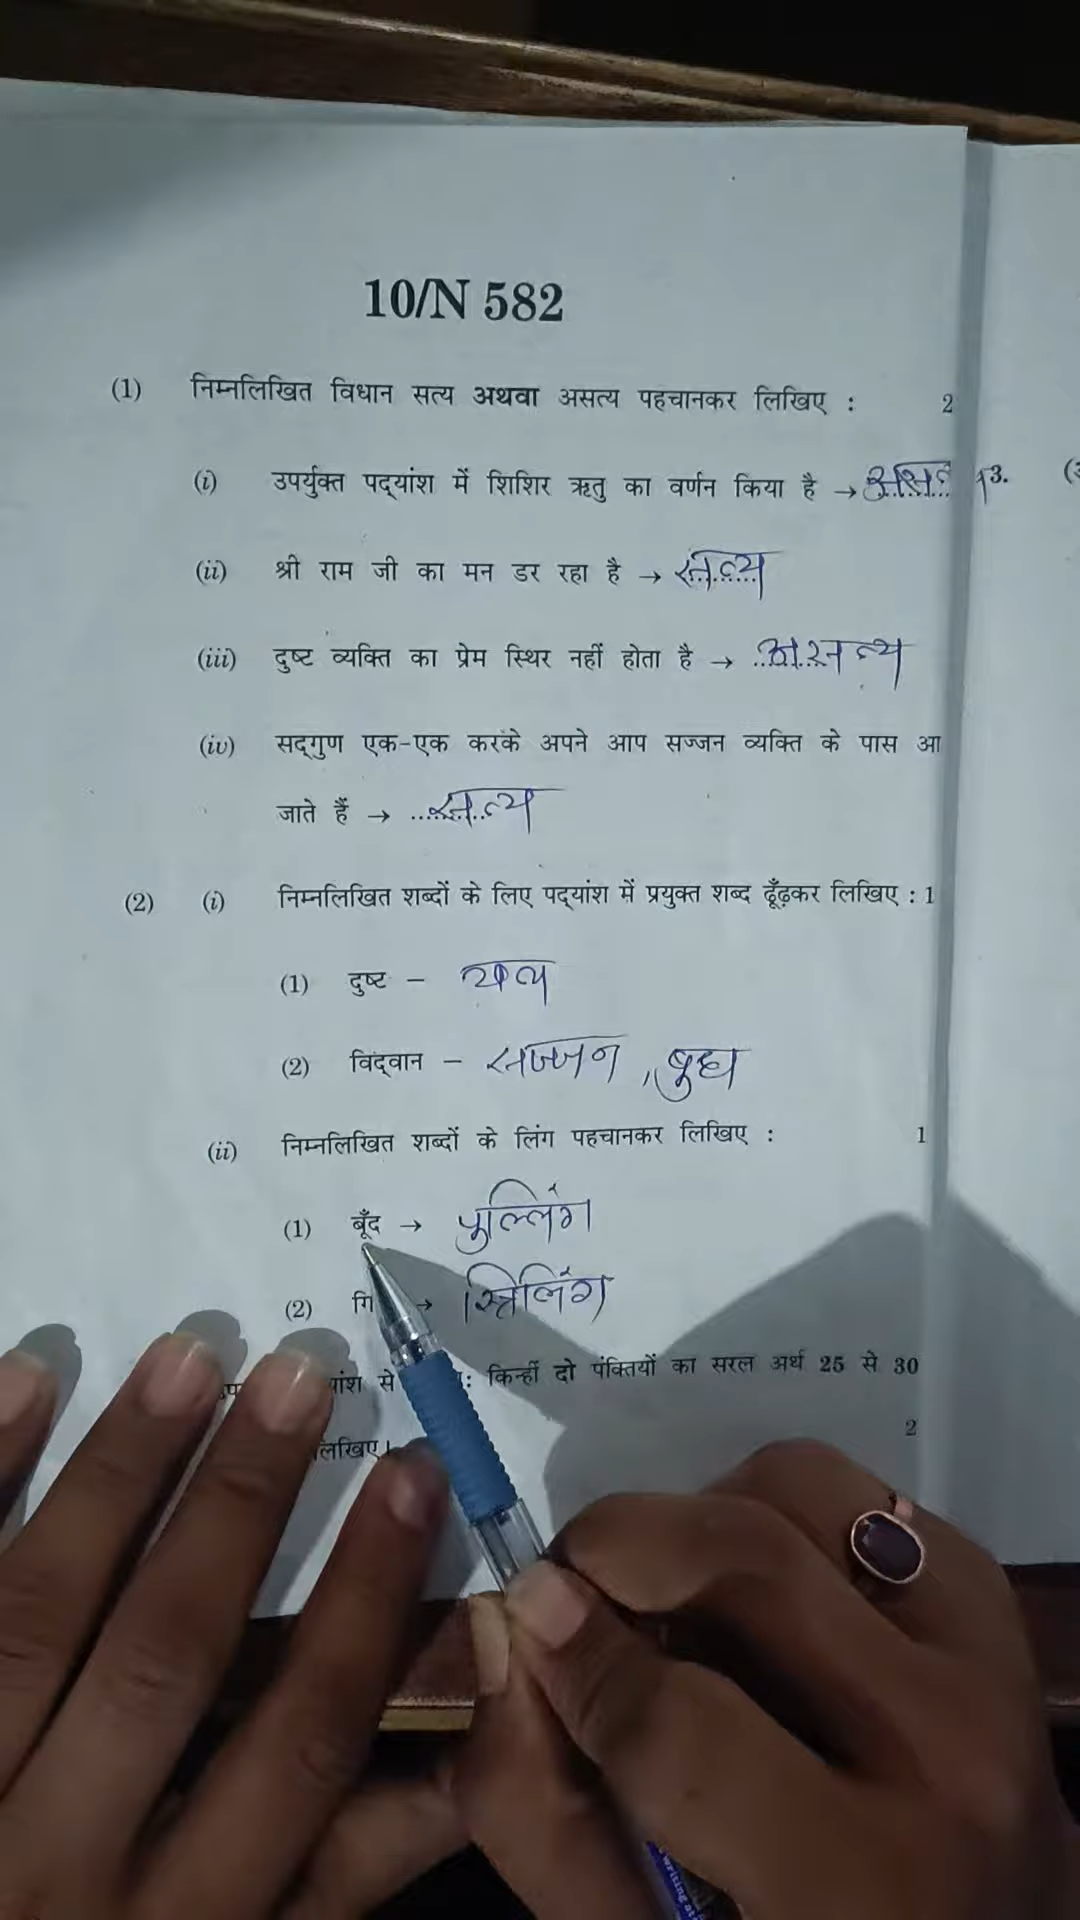 10/N 582
(1) निम्नलिखित विधान सत्य अथवा असत्य पहचानकर लिखिए : 2
(i) उपर्युक्त पद्यांश में शिशिर ऋतु का वर्णन किया है →
3.
(ii) श्री राम जी का मन डर रहा है → सत्य
(iii) दुष्ट व्यक्ति का प्रेम स्थिर नहीं होता है → असत्य
(iv) सद्गुण एक-एक करके अपने आप सज्जन व्यक्ति के पास आ
जाते हैं → सत्य
(2) (i) निम्नलिखित शब्दों के लिए पद्यांश में प्रयुक्त शब्द ढूँढ़कर लिखिए : 1
(1) दुष्ट –
(2) विद्वान – सज्जन ,
(ii) निम्नलिखित शब्दों के लिंग पहचानकर लिखिए : 1
(1) बूँद → पुल्लिंग
(2) → स्त्रिलिंग
से किन्हीं दो पंक्तियों का सरल अर्थ 25 से 30
लिखिए। 2